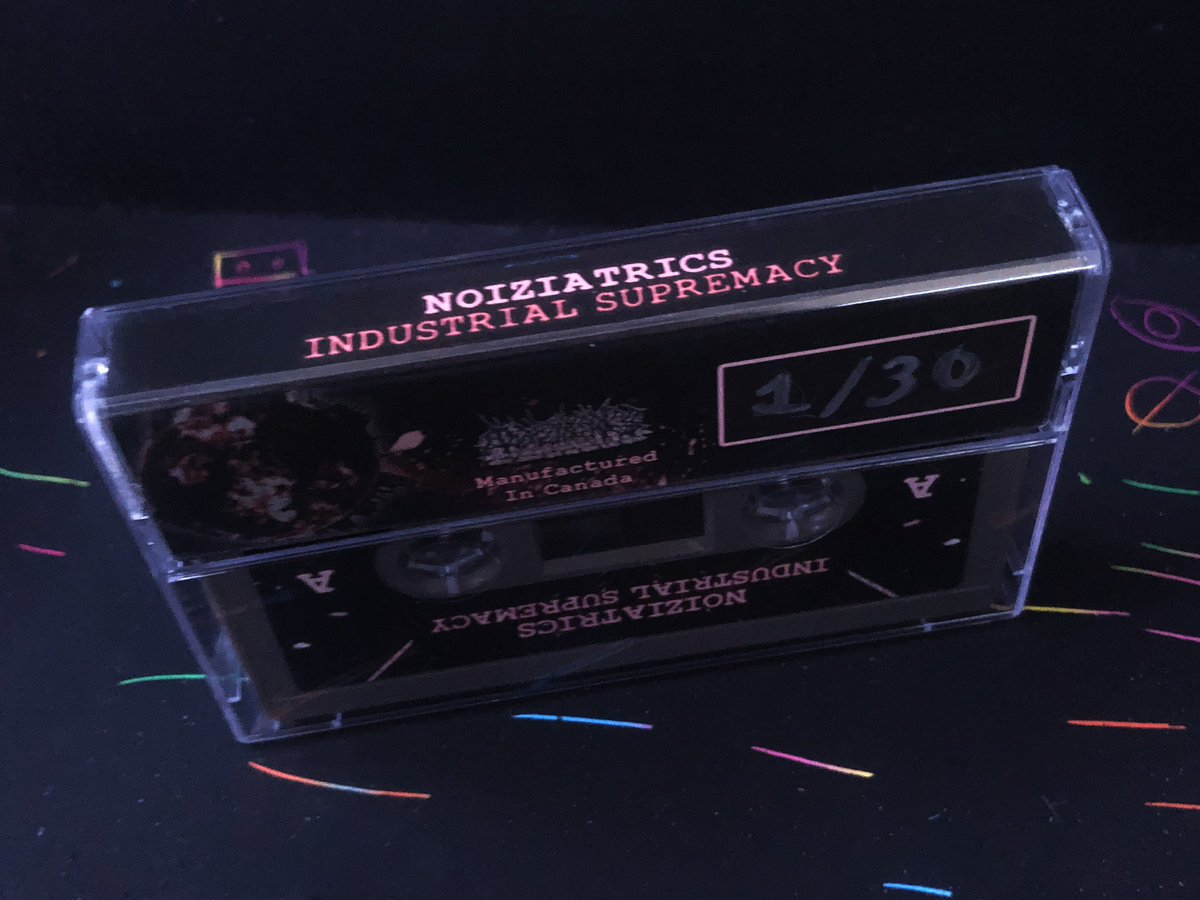 NOIZIATRICS
INDUSTRIAL SUPREMACY
1/30
Manufactured
In Canada
A
A
NOIZIATRICS
INDUSTRIAL SUPREMACY